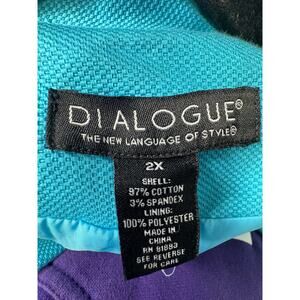 DIALOGUE®
THE NEW LANGUAGE OF STYLE®
2X
SHELL:
97% COTTON
3% SPANDEX
LINING:
100% POLYESTER
MADE IN
CHINA
RN 81893
SEE REVERSE
FOR CARE